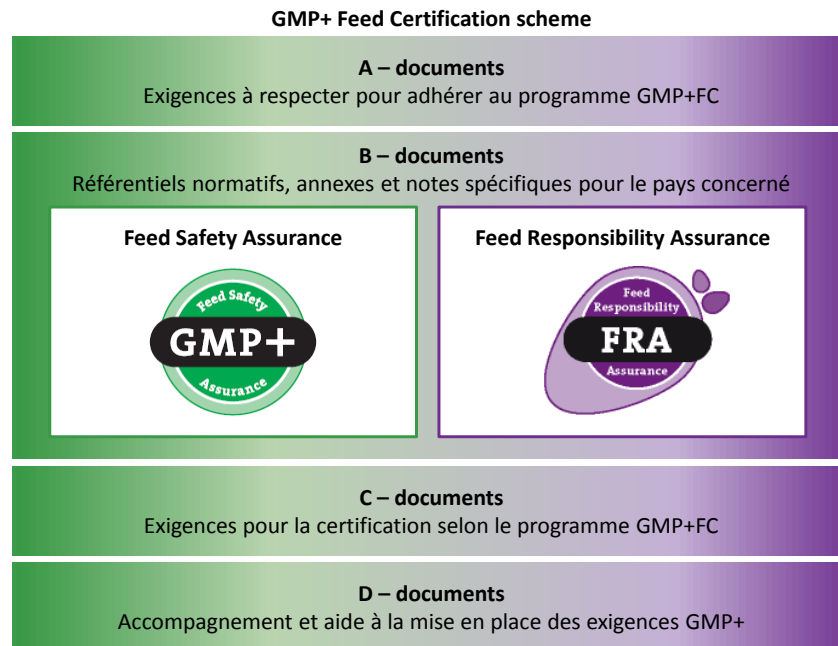 GMP+ Feed Certification scheme
A – documents
Exigences à respecter pour adhérer au programme GMP+FC
B – documents
Référentiels normatifs, annexes et notes spécifiques pour le pays concerné
Feed Safety Assurance
Feed Safety
GMP+
Assurance
Feed Responsibility Assurance
Feed
Responsibility
FRA
Assurance
C – documents
Exigences pour la certification selon le programme GMP+FC
D – documents
Accompagnement et aide à la mise en place des exigences GMP+